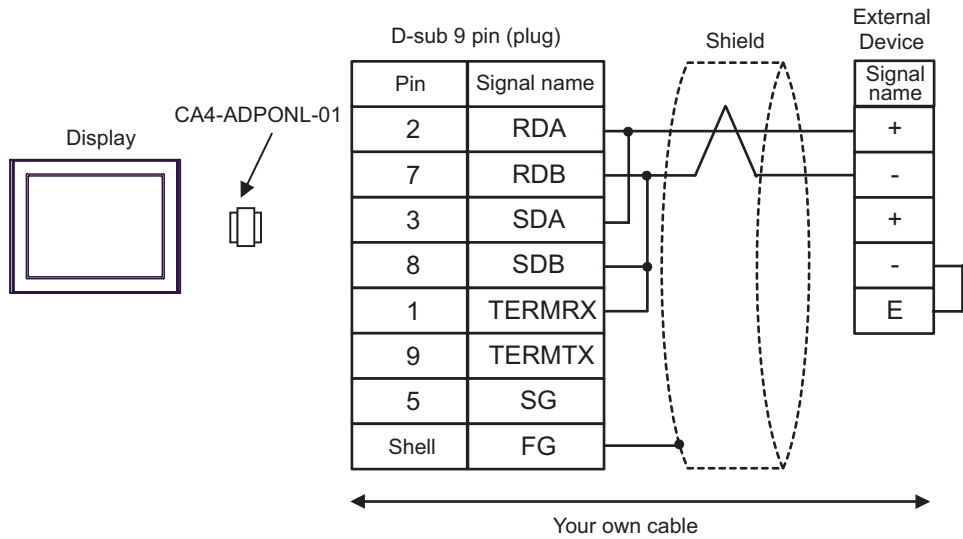 D-sub 9 pin (plug)
Shield
External
Device
Display
CA4-ADPONL-01
Pin Signal name
2 RDA
7 RDB
3 SDA
8 SDB
1 TERMRX
9 TERMTX
5 SG
Shell FG
Signal
name
+
-
+
-
E
Your own cable